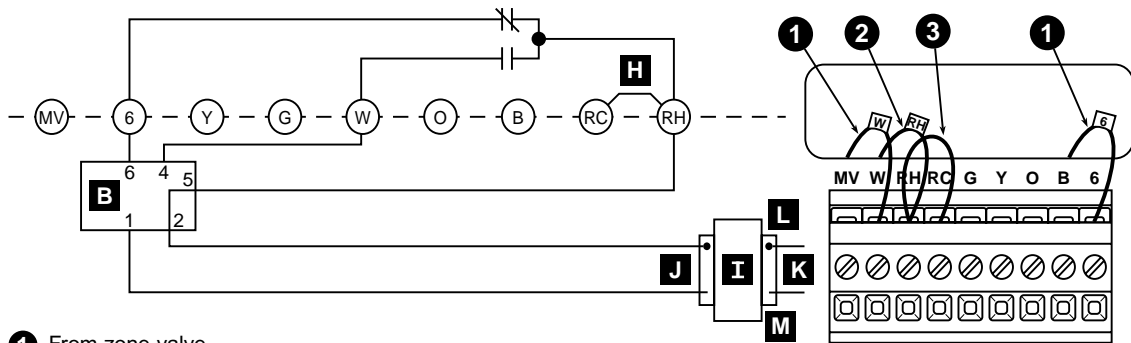 1 2 3 1
H
W RH 6
MV 6 Y G W O B RC RH
MV W RH RC G Y O B 6
6 4 5
B
1 2
L
J I K
M
1 From zone valve